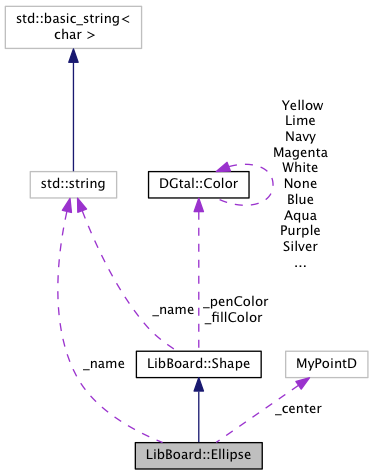 std::basic_string<
char >
Yellow
Lime
Navy
Magenta
White
None
Blue
Aqua
Purple
Silver
...
std::string
DGtal::Color
_name
_penColor
_fillColor
_name
LibBoard::Shape
MyPointD
_center
LibBoard::Ellipse